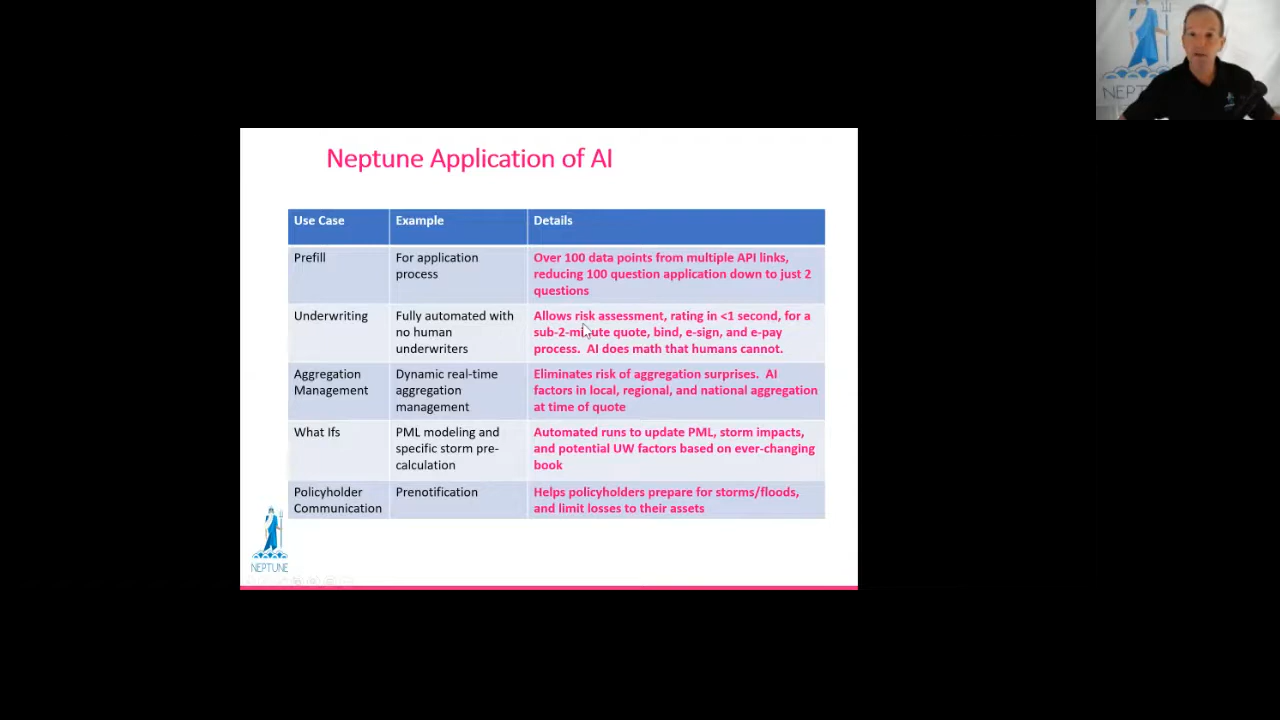 Neptune Application of AI
Use Case
Example
Details
Prefill
For application
process
Over 100 data points from multiple API links,
reducing 100 question application down to just 2
questions
Underwriting
Fully automated with
no human
underwriters
Allows risk assessment, rating in <1 second, for a
sub-2-minute quote, bind, e-sign, and e-pay
process. AI does math that humans cannot.
Aggregation
Management
Dynamic real-time
aggregation
management
Eliminates risk of aggregation surprises. AI
factors in local, regional, and national aggregation
at time of quote
What Ifs
PML modeling and
specific storm pre-
calculation
Automated runs to update PML, storm impacts,
and potential UW factors based on ever-changing
book
Policyholder
Communication
Prenotification
Helps policyholders prepare for storms/floods,
and limit losses to their assets
NEPTUNE